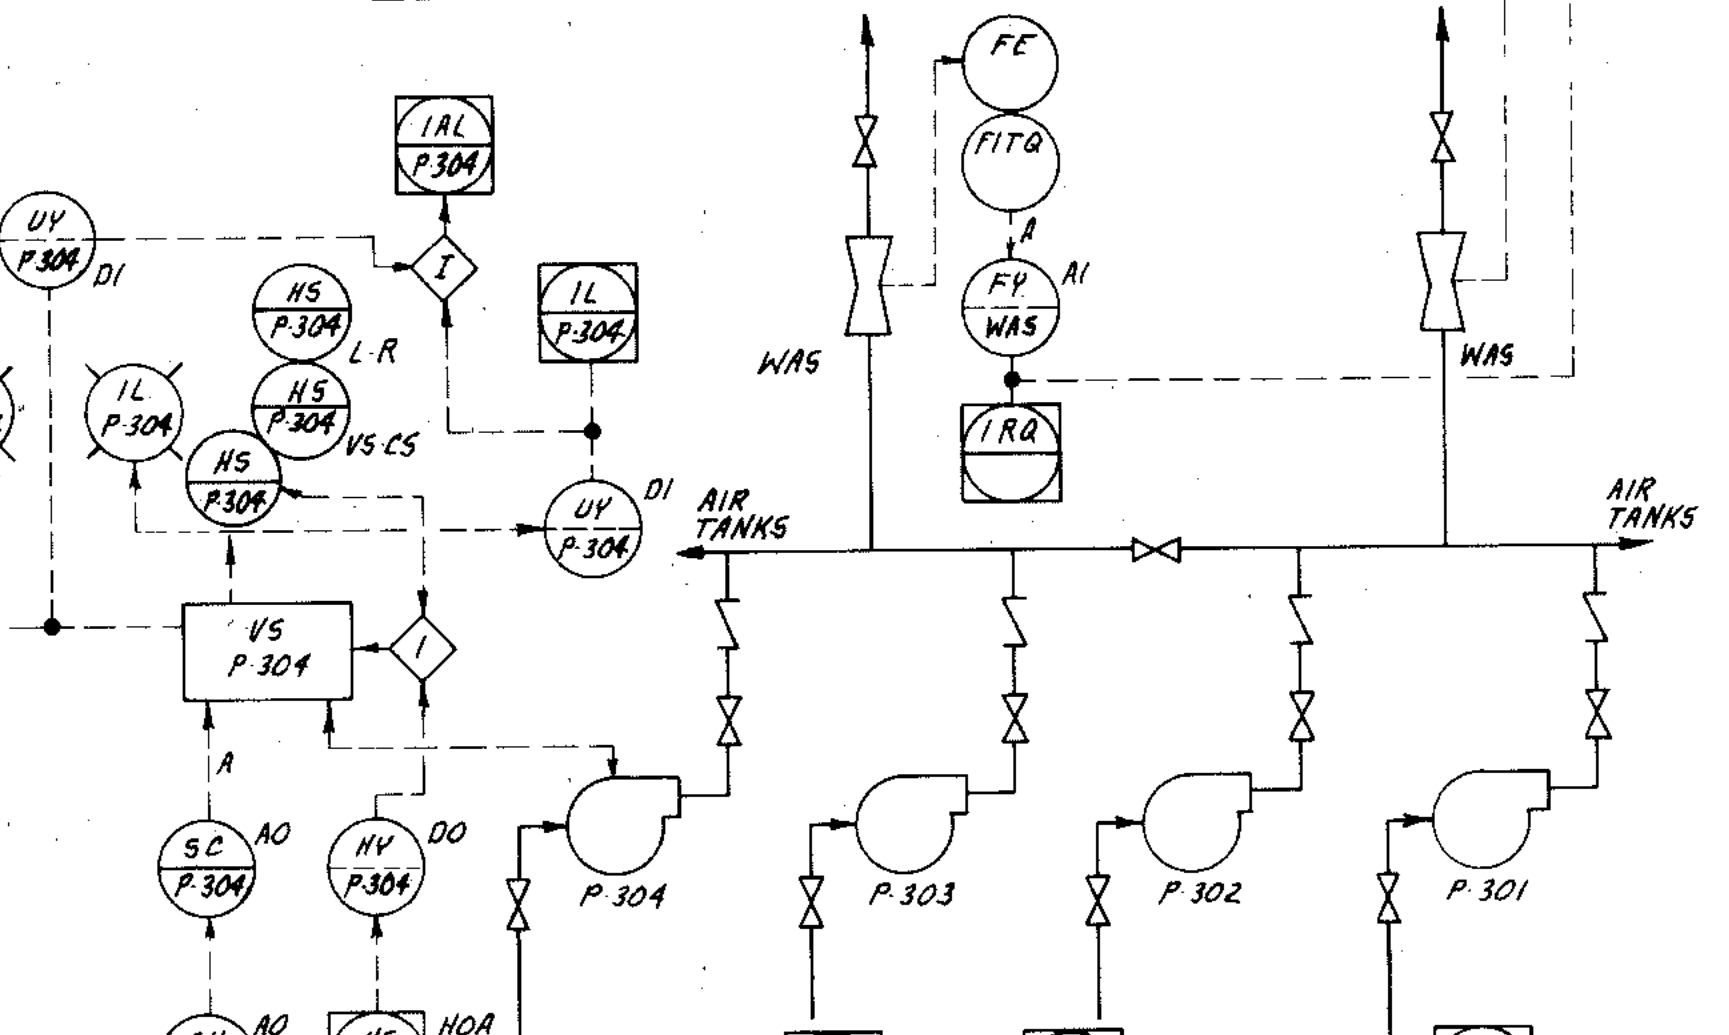 FE
IAL
P-304
FITQ
A
UY
P-304
DI
I
HS
P-304
L-R
IL
P-304
FY
WAS
AI
WAS
WAS
IL
P-304
HS
P-304
VS-CS
HS
P-304
IRQ
UY
P-304
DI
AIR
TANKS
AIR
TANKS
VS
P-304
I
A
SC
P-304
AO
HY
P-304
DO
P-304
P-303
P-302
P-301
AO
HOA